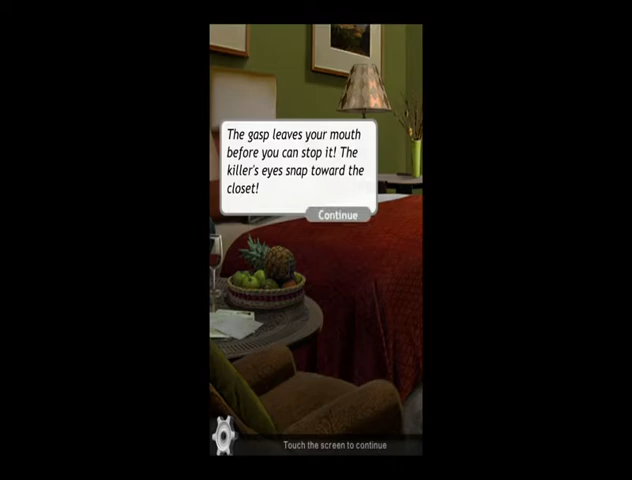 The gasp leaves your mouth
before you can stop it! The
killer's eyes snap toward the
closet!
Continue
Touch the screen to continue